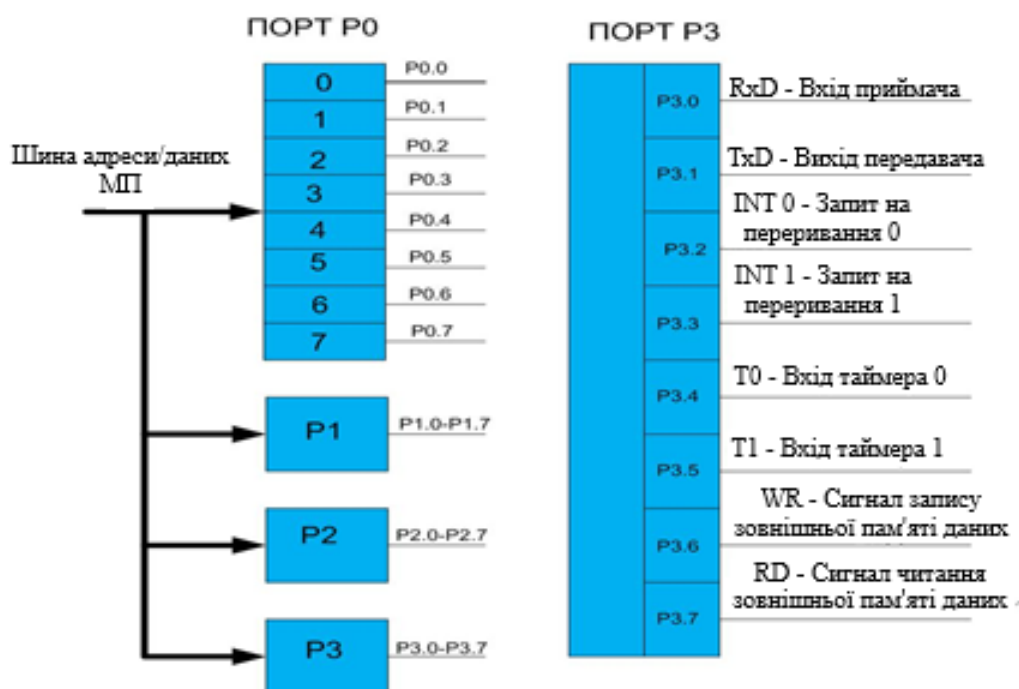 ПОРТ P0
Шина адреси/даних
МП
0
1
2
3
4
5
6
7
P0.0
P0.1
P0.2
P0.3
P0.4
P0.5
P0.6
P0.7
P1
P1.0-P1.7
P2
P2.0-P2.7
P3
P3.0-P3.7
ПОРТ P3
P3.0
RxD - Вхід приймача
P3.1
TxD - Вихід передавача
P3.2
INT 0 - Запит на
переривання 0
P3.3
INT 1 - Запит на
переривання 1
P3.4
T0 - Вхід таймера 0
P3.5
T1 - Вхід таймера 1
P3.6
WR - Сигнал запису
зовнішньої пам'яті даних
P3.7
RD - Сигнал читання
зовнішньої пам'яті даних